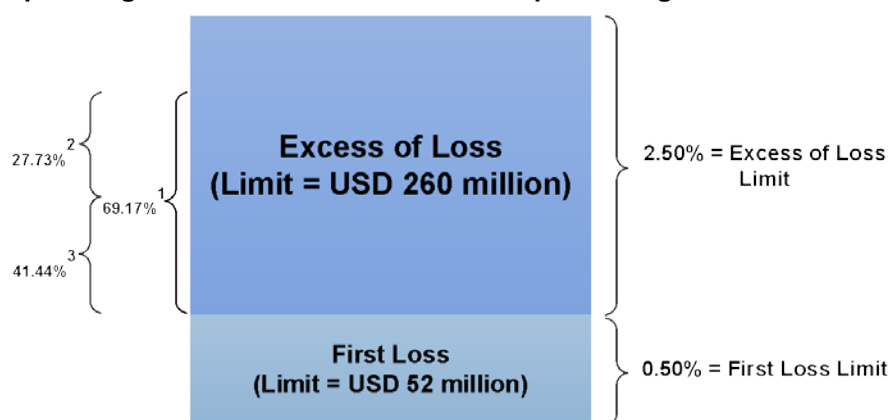 Excess of Loss
(Limit = USD 260 million)
2.50% = Excess of Loss
Limit
2
27.73%
1
69.17%
3
41.44%
First Loss
(Limit = USD 52 million)
0.50% = First Loss Limit